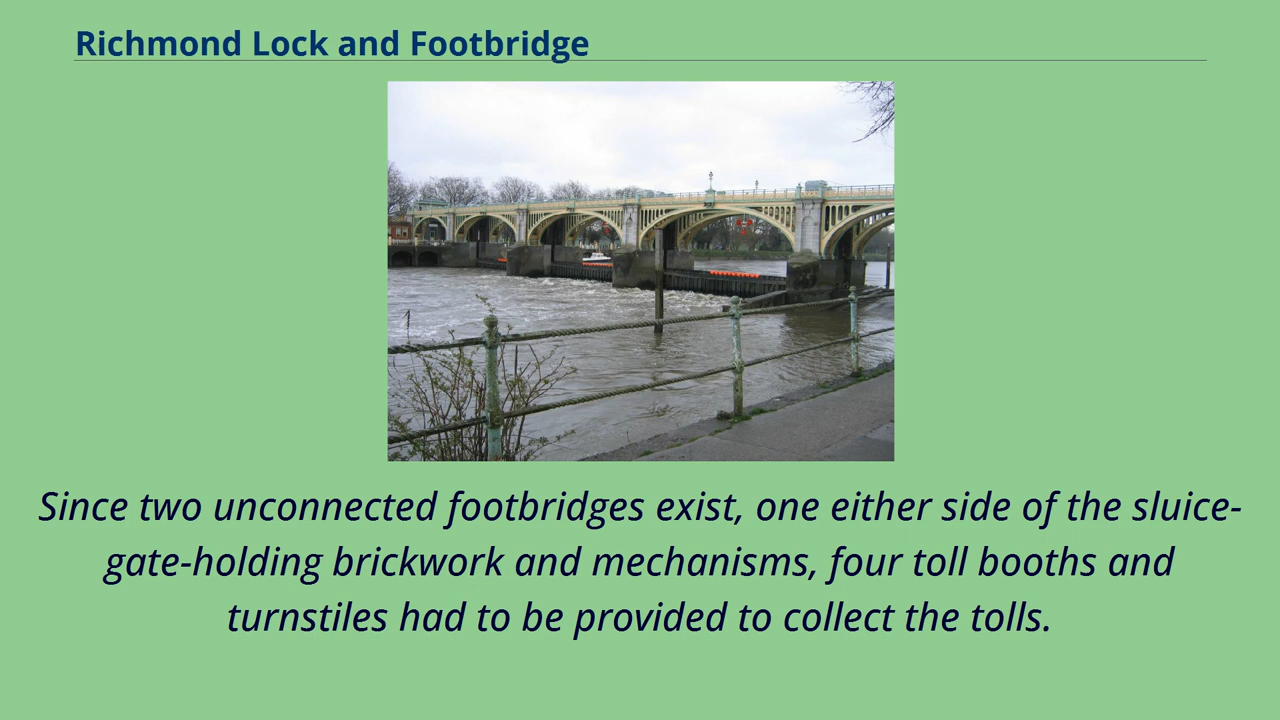 Richmond Lock and Footbridge
Since two unconnected footbridges exist, one either side of the sluice-
gate-holding brickwork and mechanisms, four toll booths and
turnstiles had to be provided to collect the tolls.